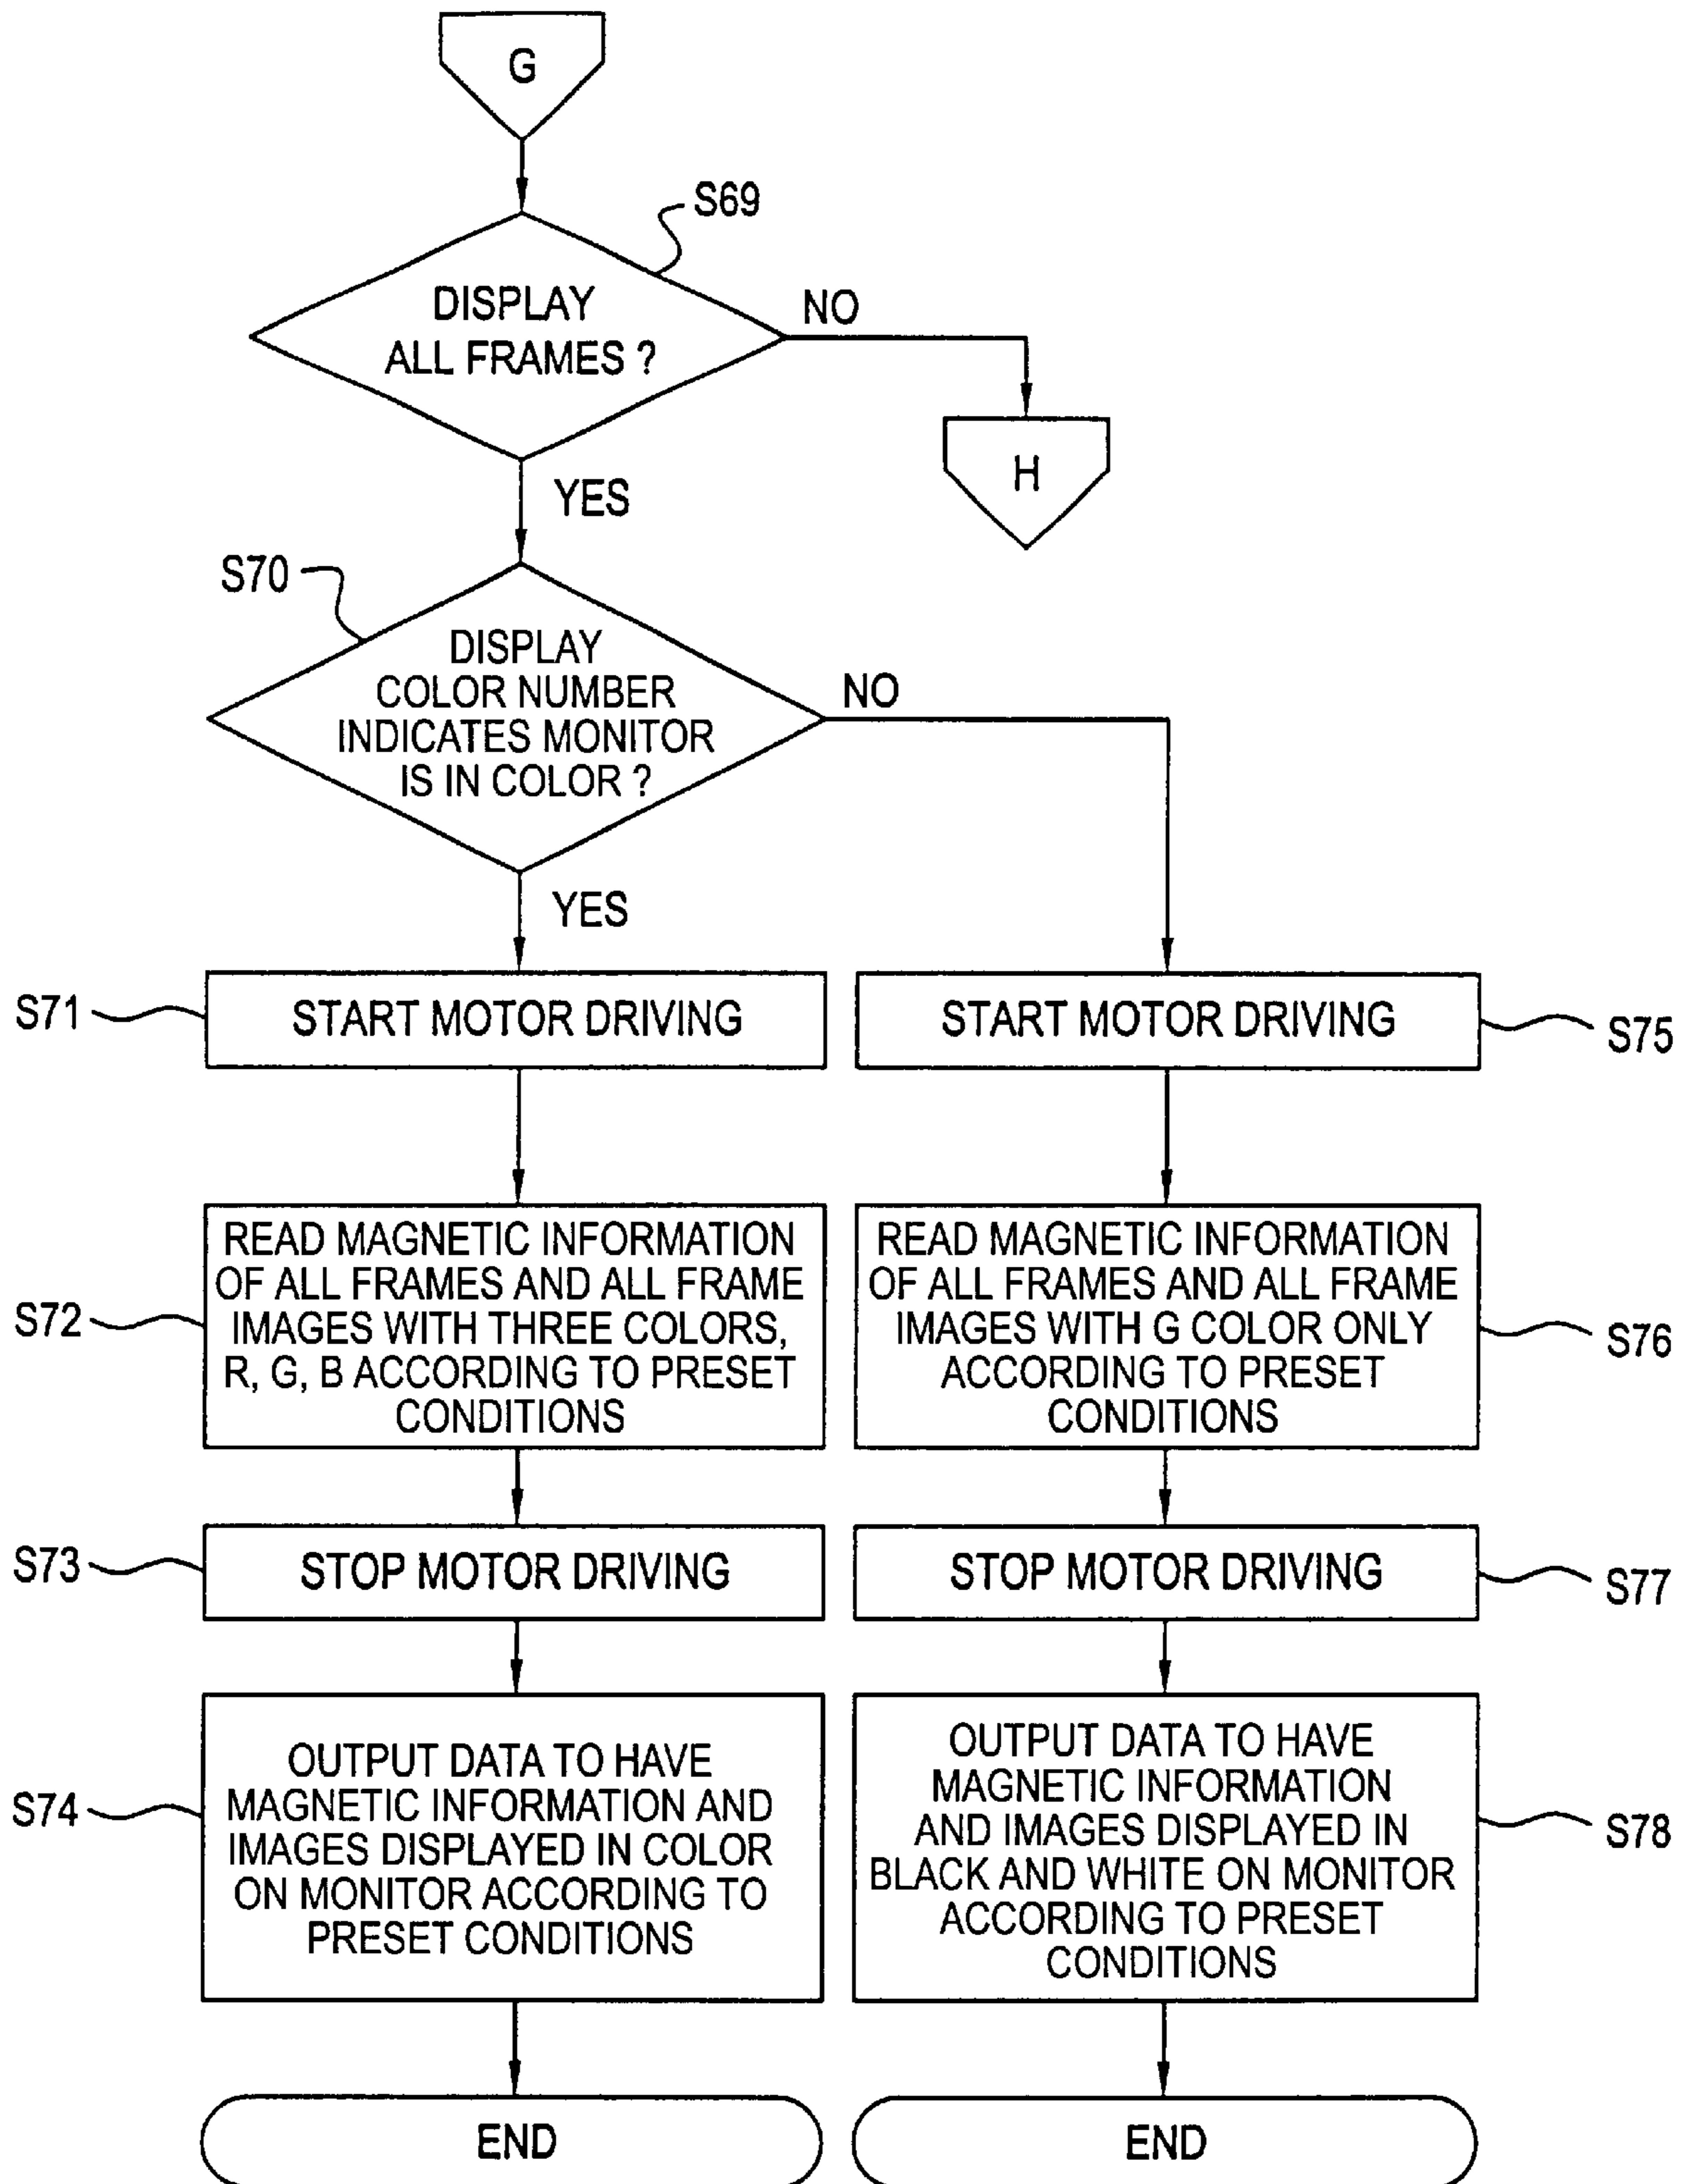 G
S69
DISPLAY
ALL FRAMES ?
NO
H
YES
S70
DISPLAY
COLOR NUMBER
INDICATES MONITOR
IS IN COLOR ?
NO
YES
S71
START MOTOR DRIVING
START MOTOR DRIVING
S75
S72
READ MAGNETIC INFORMATION
OF ALL FRAMES AND ALL FRAME
IMAGES WITH THREE COLORS,
R, G, B ACCORDING TO PRESET
CONDITIONS
READ MAGNETIC INFORMATION
OF ALL FRAMES AND ALL FRAME
IMAGES WITH G COLOR ONLY
ACCORDING TO PRESET
CONDITIONS
S76
S73
STOP MOTOR DRIVING
STOP MOTOR DRIVING
S77
S74
OUTPUT DATA TO HAVE
MAGNETIC INFORMATION AND
IMAGES DISPLAYED IN COLOR
ON MONITOR ACCORDING TO
PRESET CONDITIONS
OUTPUT DATA TO HAVE
MAGNETIC INFORMATION
AND IMAGES DISPLAYED IN
BLACK AND WHITE ON MONITOR
ACCORDING TO PRESET
CONDITIONS
S78
END
END